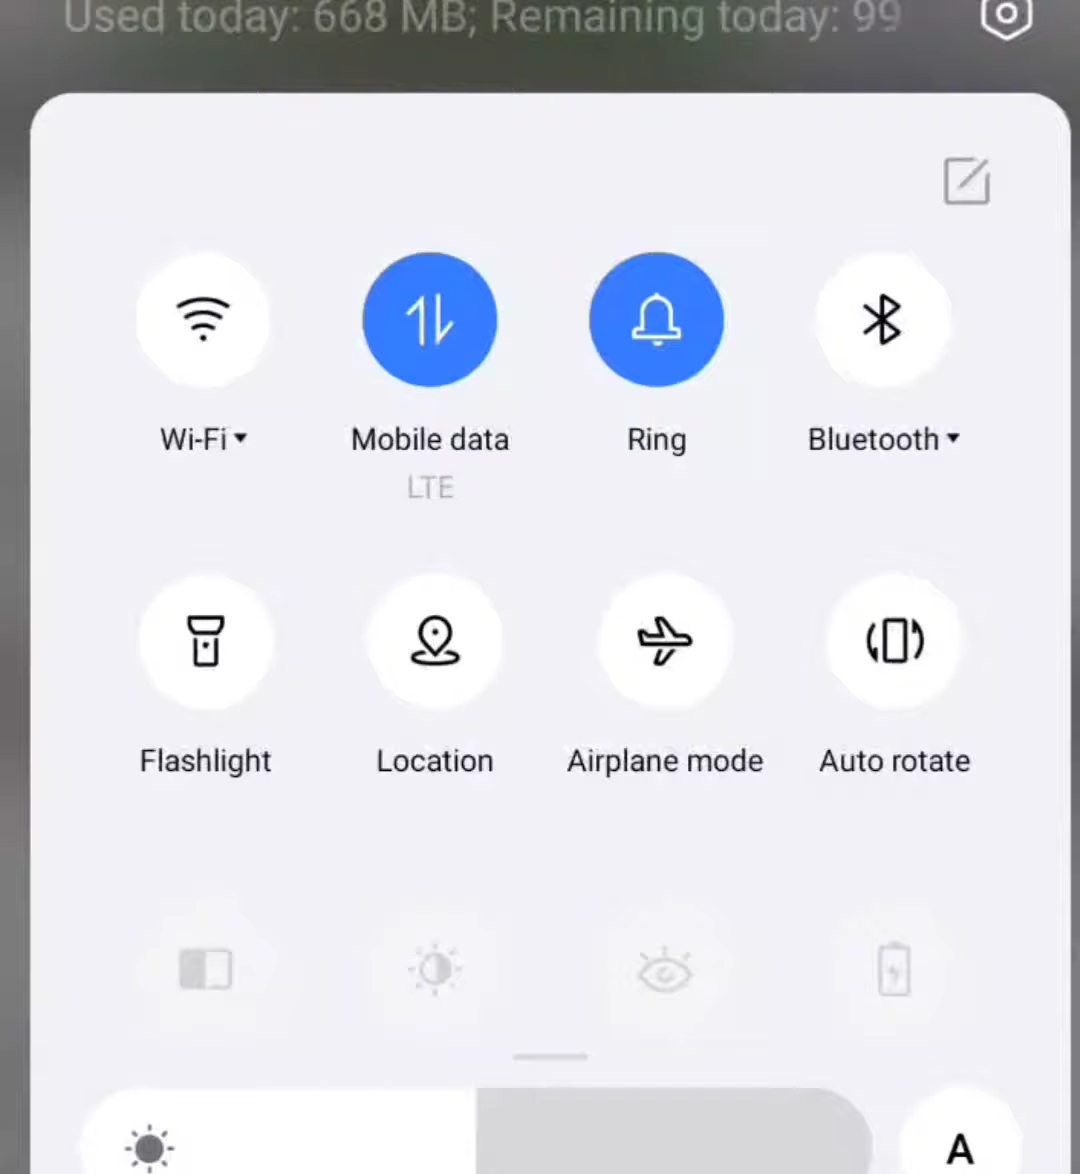 Used today: 668 MB; Remaining today: 99
Wi-Fi Mobile data Ring Bluetooth
LTE
Flashlight Location Airplane mode Auto rotate
A